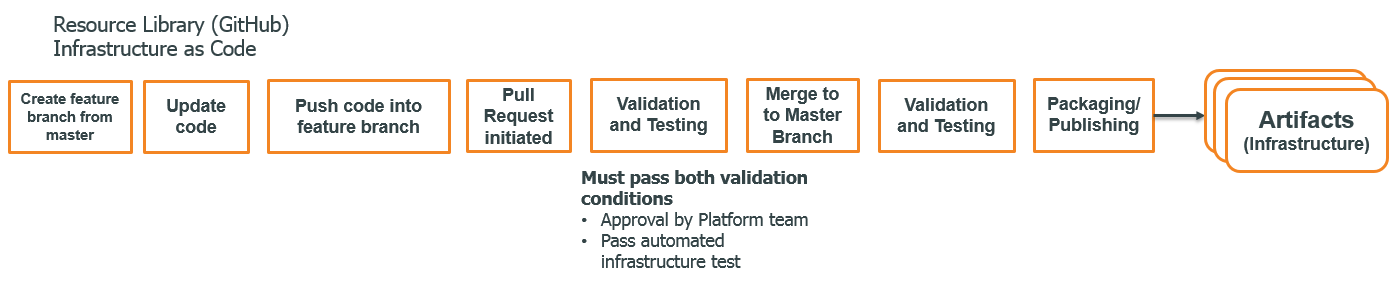 Resource Library (GitHub)
Infrastructure as Code
Create feature
branch from
master
Update
code
Push code into
feature branch
Pull
Request
initiated
Validation
and Testing
Merge to
to Master
Branch
Validation
and Testing
Packaging/
Publishing
Artifacts
(Infrastructure)
Must pass both validation
conditions
• Approval by Platform team
• Pass automated
infrastructure test